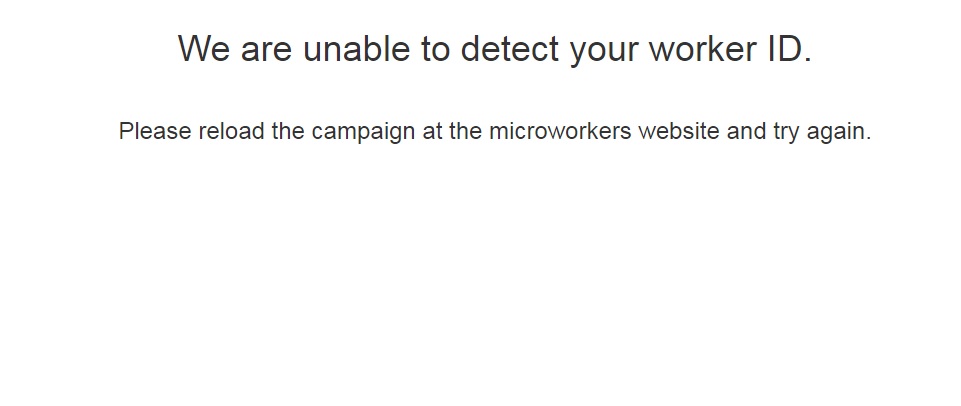 We are unable to detect your worker ID.
Please reload the campaign at the microworkers website and try again.